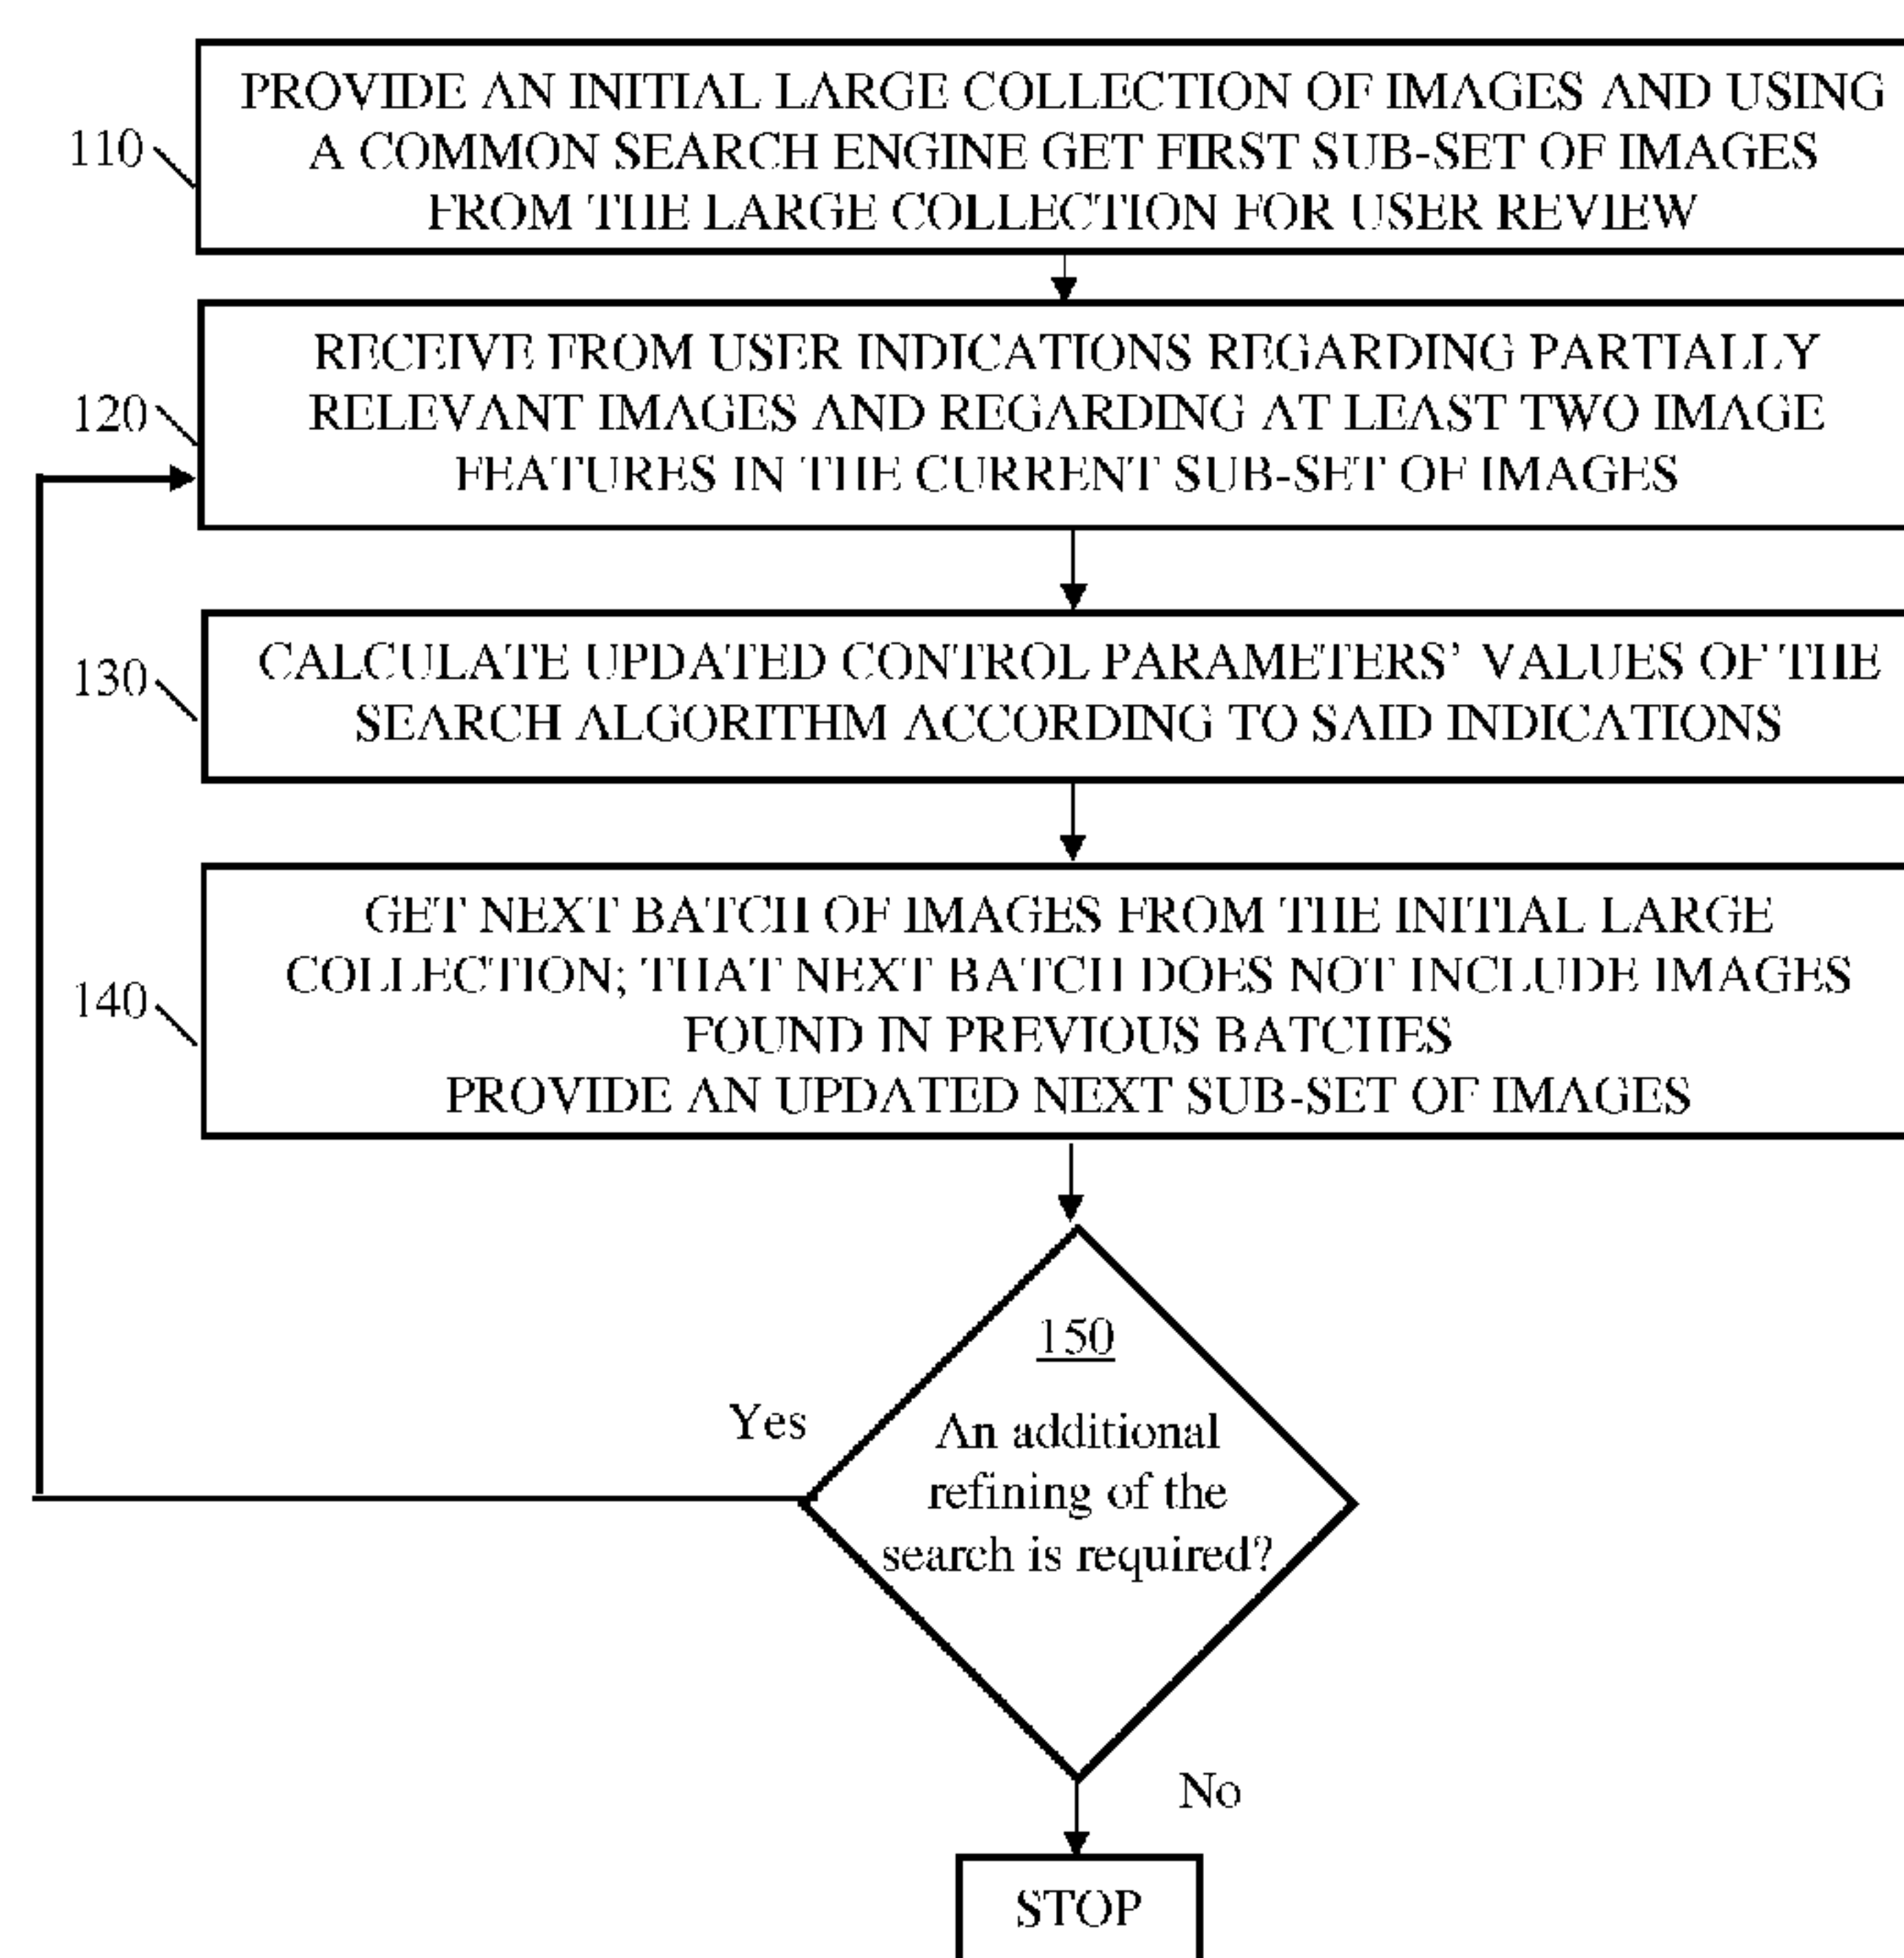 PROVIDE AN INITIAL LARGE COLLECTION OF IMAGES AND USING
A COMMON SEARCH ENGINE GET FIRST SUB-SET OF IMAGES
FROM THE LARGE COLLECTION FOR USER REVIEW
110
RECEIVE FROM USER INDICATIONS REGARDING PARTIALLY
RELEVANT IMAGES AND REGARDING AT LEAST TWO IMAGE
FEATURES IN THE CURRENT SUB-SET OF IMAGES
120
CALCULATE UPDATED CONTROL PARAMETERS' VALUES OF THE
SEARCH ALGORITHM ACCORDING TO SAID INDICATIONS
130
GET NEXT BATCH OF IMAGES FROM THE INITIAL LARGE
COLLECTION; THAT NEXT BATCH DOES NOT INCLUDE IMAGES
FOUND IN PREVIOUS BATCHES
PROVIDE AN UPDATED NEXT SUB-SET OF IMAGES
140
150
An additional
refining of the
search is required?
Yes
No
STOP